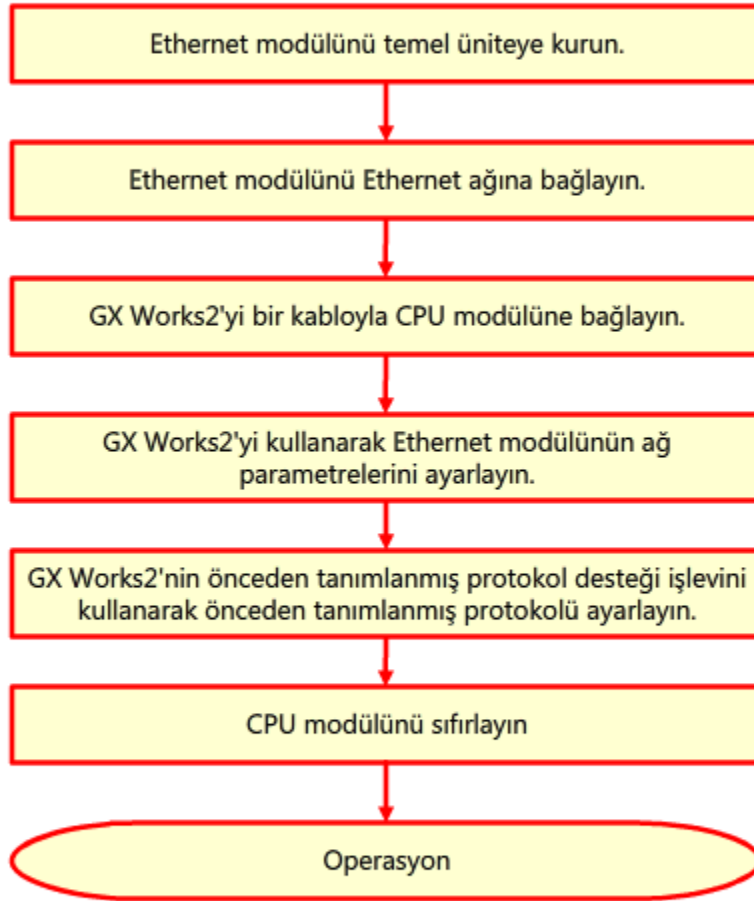 Ethernet modülünü temel üniteye kurun.
Ethernet modülünü Ethernet ağına bağlayın.
GX Works2'yi bir kabloyla CPU modülüne bağlayın.
GX Works2'yi kullanarak Ethernet modülünün ağ
parametrelerini ayarlayın.
GX Works2'nin önceden tanımlanmış protokol desteği işlevini
kullanarak önceden tanımlanmış protokolü ayarlayın.
CPU modülünü sıfırlayın
Operasyon